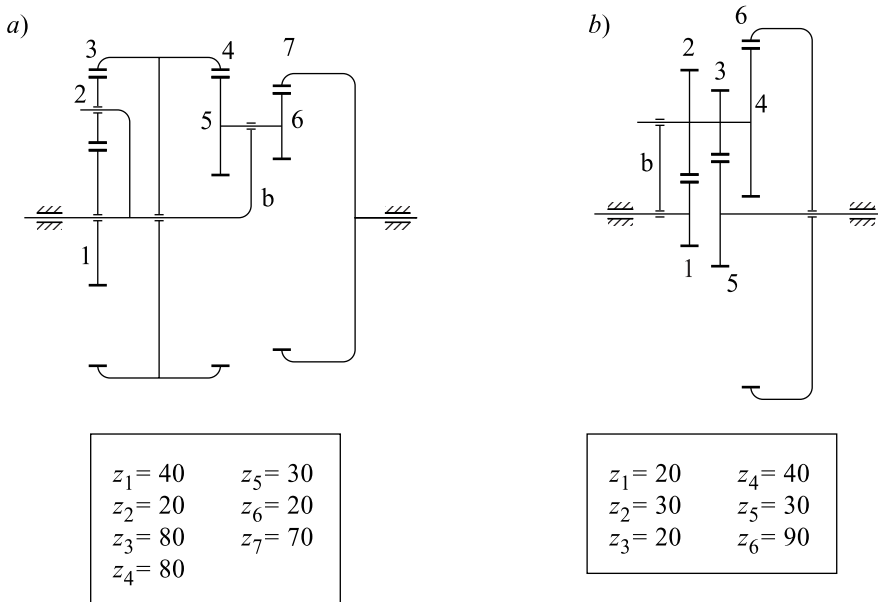 a)
3
4
7
2
5
6
b
1
z1= 40 z5= 30
z2= 20 z6= 20
z3= 80 z7= 70
z4= 80
b)
6
2
3
4
b
1
5
z1= 20 z4= 40
z2= 30 z5= 30
z3= 20 z6= 90